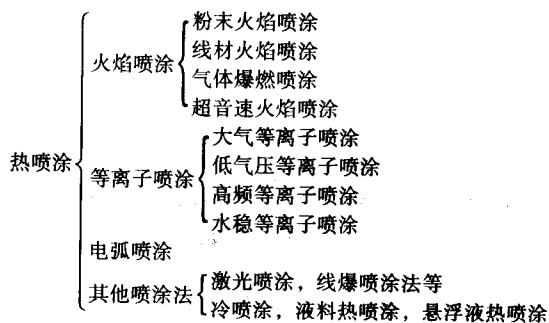 粉末火焰喷涂
线材火焰喷涂
火焰喷涂
气体爆燃喷涂
超音速火焰喷涂
大气等离子喷涂
热喷涂
低气压等离子喷涂
等离子喷涂
高频等离子喷涂
水稳等离子喷涂
电弧喷涂
激光喷涂，线爆喷涂法等
其他喷涂法
冷喷涂，液料热喷涂，悬浮液热喷涂